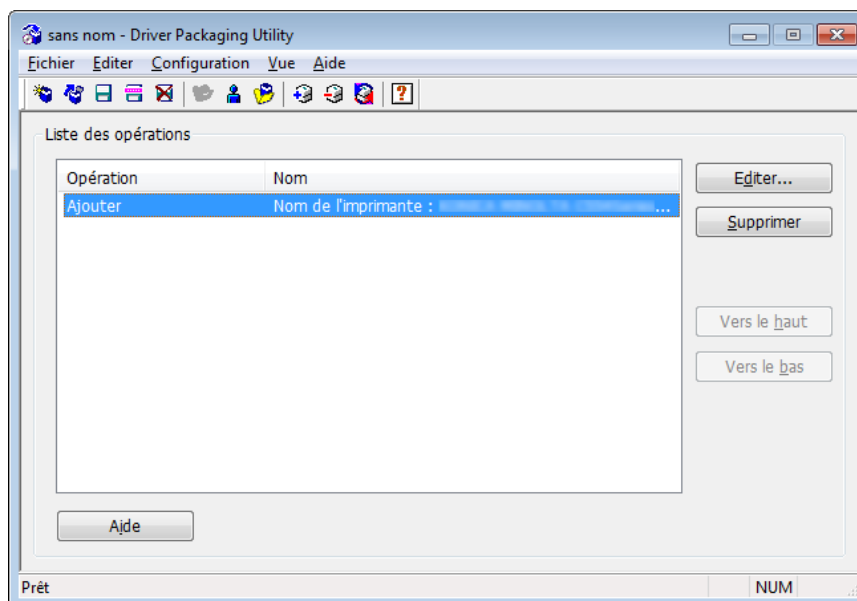 sans nom - Driver Packaging Utility
Fichier Editer Configuration Vue Aide
?
Liste des opérations
Opération Nom
Editer...
Ajouter Nom de l'imprimante : ...
Supprimer
Vers le haut
Vers le bas
Aide
Prêt NUM